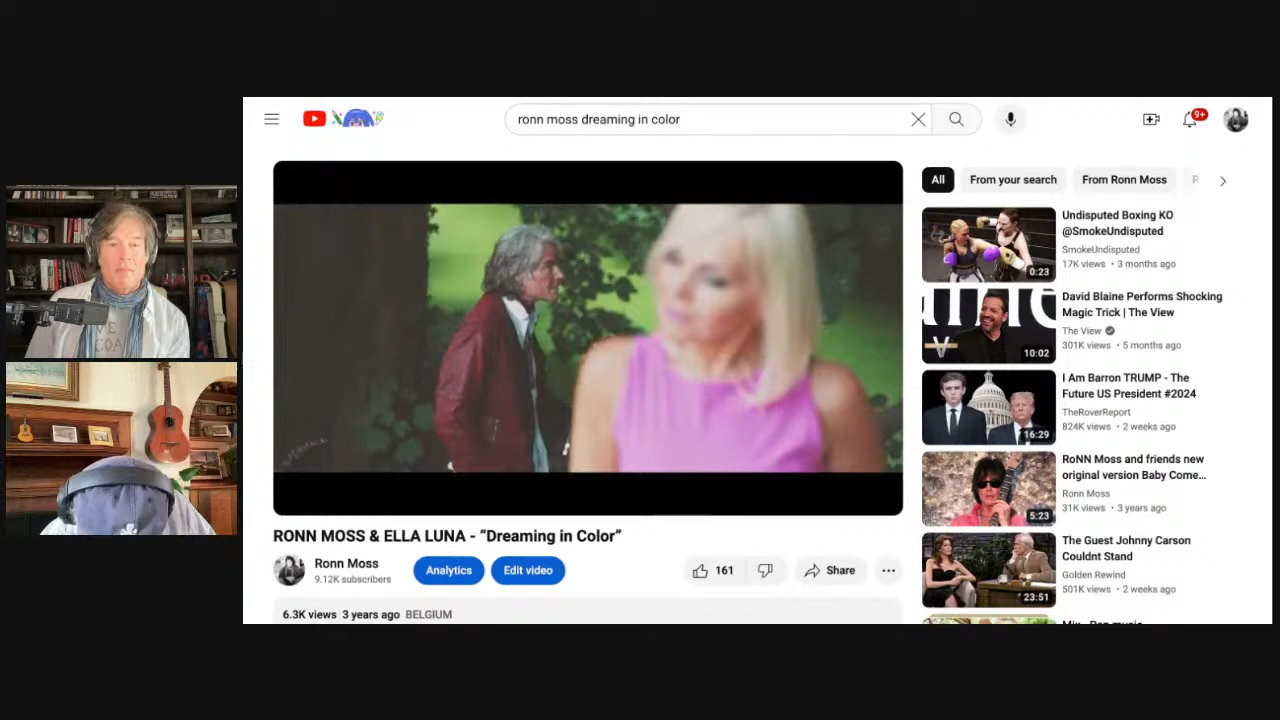 ronn moss dreaming in color
9+
All
From your search
From Ronn Moss
R
0:23
Undisputed Boxing KO
@SmokeUndisputed
SmokeUndisputed
17K views • 3 months ago
10:02
David Blaine Performs Shocking
Magic Trick | The View
The View
301K views • 5 months ago
16:29
I Am Barron TRUMP - The
Future US President #2024
TheRoverReport
824K views • 2 weeks ago
5:23
RoNN Moss and friends new
original version Baby Come…
Ronn Moss
31K views • 3 years ago
23:51
The Guest Johnny Carson
Couldnt Stand
Golden Rewind
501K views • 2 weeks ago
RONN MOSS & ELLA LUNA - “Dreaming in Color”
Ronn Moss
9.12K subscribers
Analytics
Edit video
161
Share
6.3K views 3 years ago BELGIUM